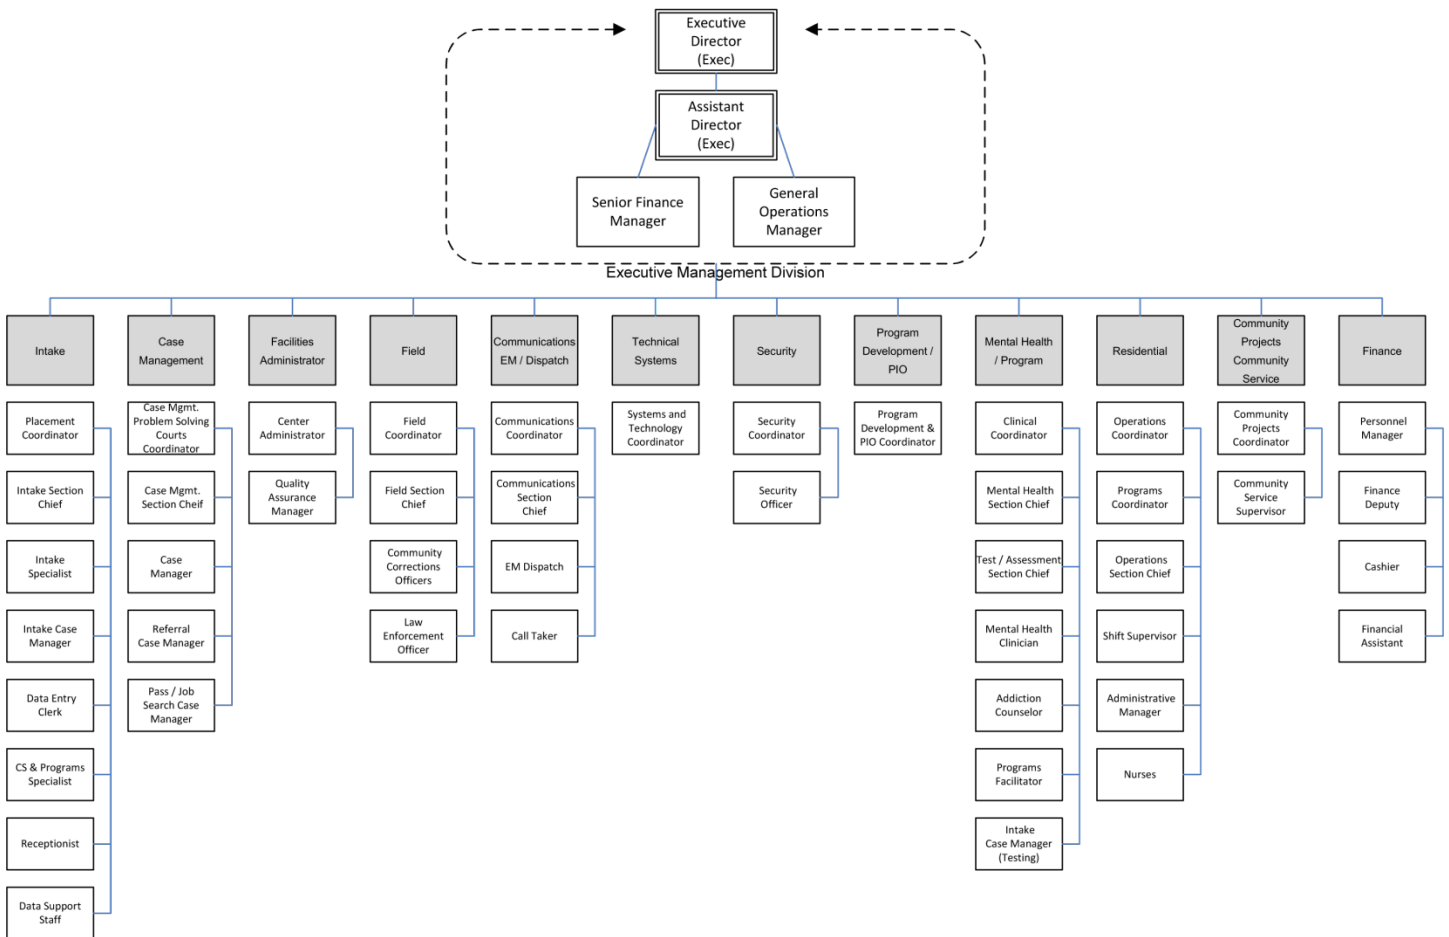 Executive
Director
(Exec)
Assistant
Director
(Exec)
Senior Finance
Manager
General
Operations
Manager
Executive Management Division
Intake
Case
Management
Facilities
Administrator
Field
Communications
EM / Dispatch
Technical
Systems
Security
Program
Development /
PIO
Mental Health
/ Program
Residential
Community
Projects
Community
Service
Finance
Placement
Coordinator
Intake Section
Chief
Intake
Specialist
Intake Case
Manager
Data Entry
Clerk
CS & Programs
Specialist
Receptionist
Data Support
Staff
Case Mgmt.
Problem Solving
Courts
Coordinator
Case Mgmt.
Section Cheif
Case
Manager
Referral
Case Manager
Pass / Job
Search Case
Manager
Center
Administrator
Quality
Assurance
Manager
Field
Coordinator
Field Section
Chief
Community
Corrections
Officers
Law
Enforcement
Officer
Communications
Coordinator
Communications
Section
Chief
EM Dispatch
Call Taker
Systems and
Technology
Coordinator
Security
Coordinator
Security
Officer
Program
Development &
PIO Coordinator
Clinical
Coordinator
Mental Health
Section Chief
Test / Assessment
Section Chief
Mental Health
Clinician
Addiction
Counselor
Programs
Facilitator
Intake
Case Manager
(Testing)
Operations
Coordinator
Programs
Coordinator
Operations
Section Chief
Shift Supervisor
Administrative
Manager
Nurses
Community
Projects
Coordinator
Community
Service
Supervisor
Personnel
Manager
Finance
Deputy
Cashier
Financial
Assistant